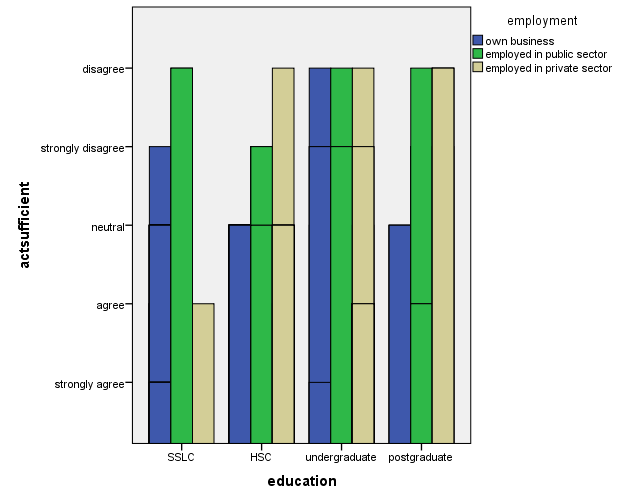 employment
own business
employed in public sector
employed in private sector
actsufficient
disagree
strongly disagree
neutral
agree
strongly agree
SSLC
HSC
undergraduate
postgraduate
education